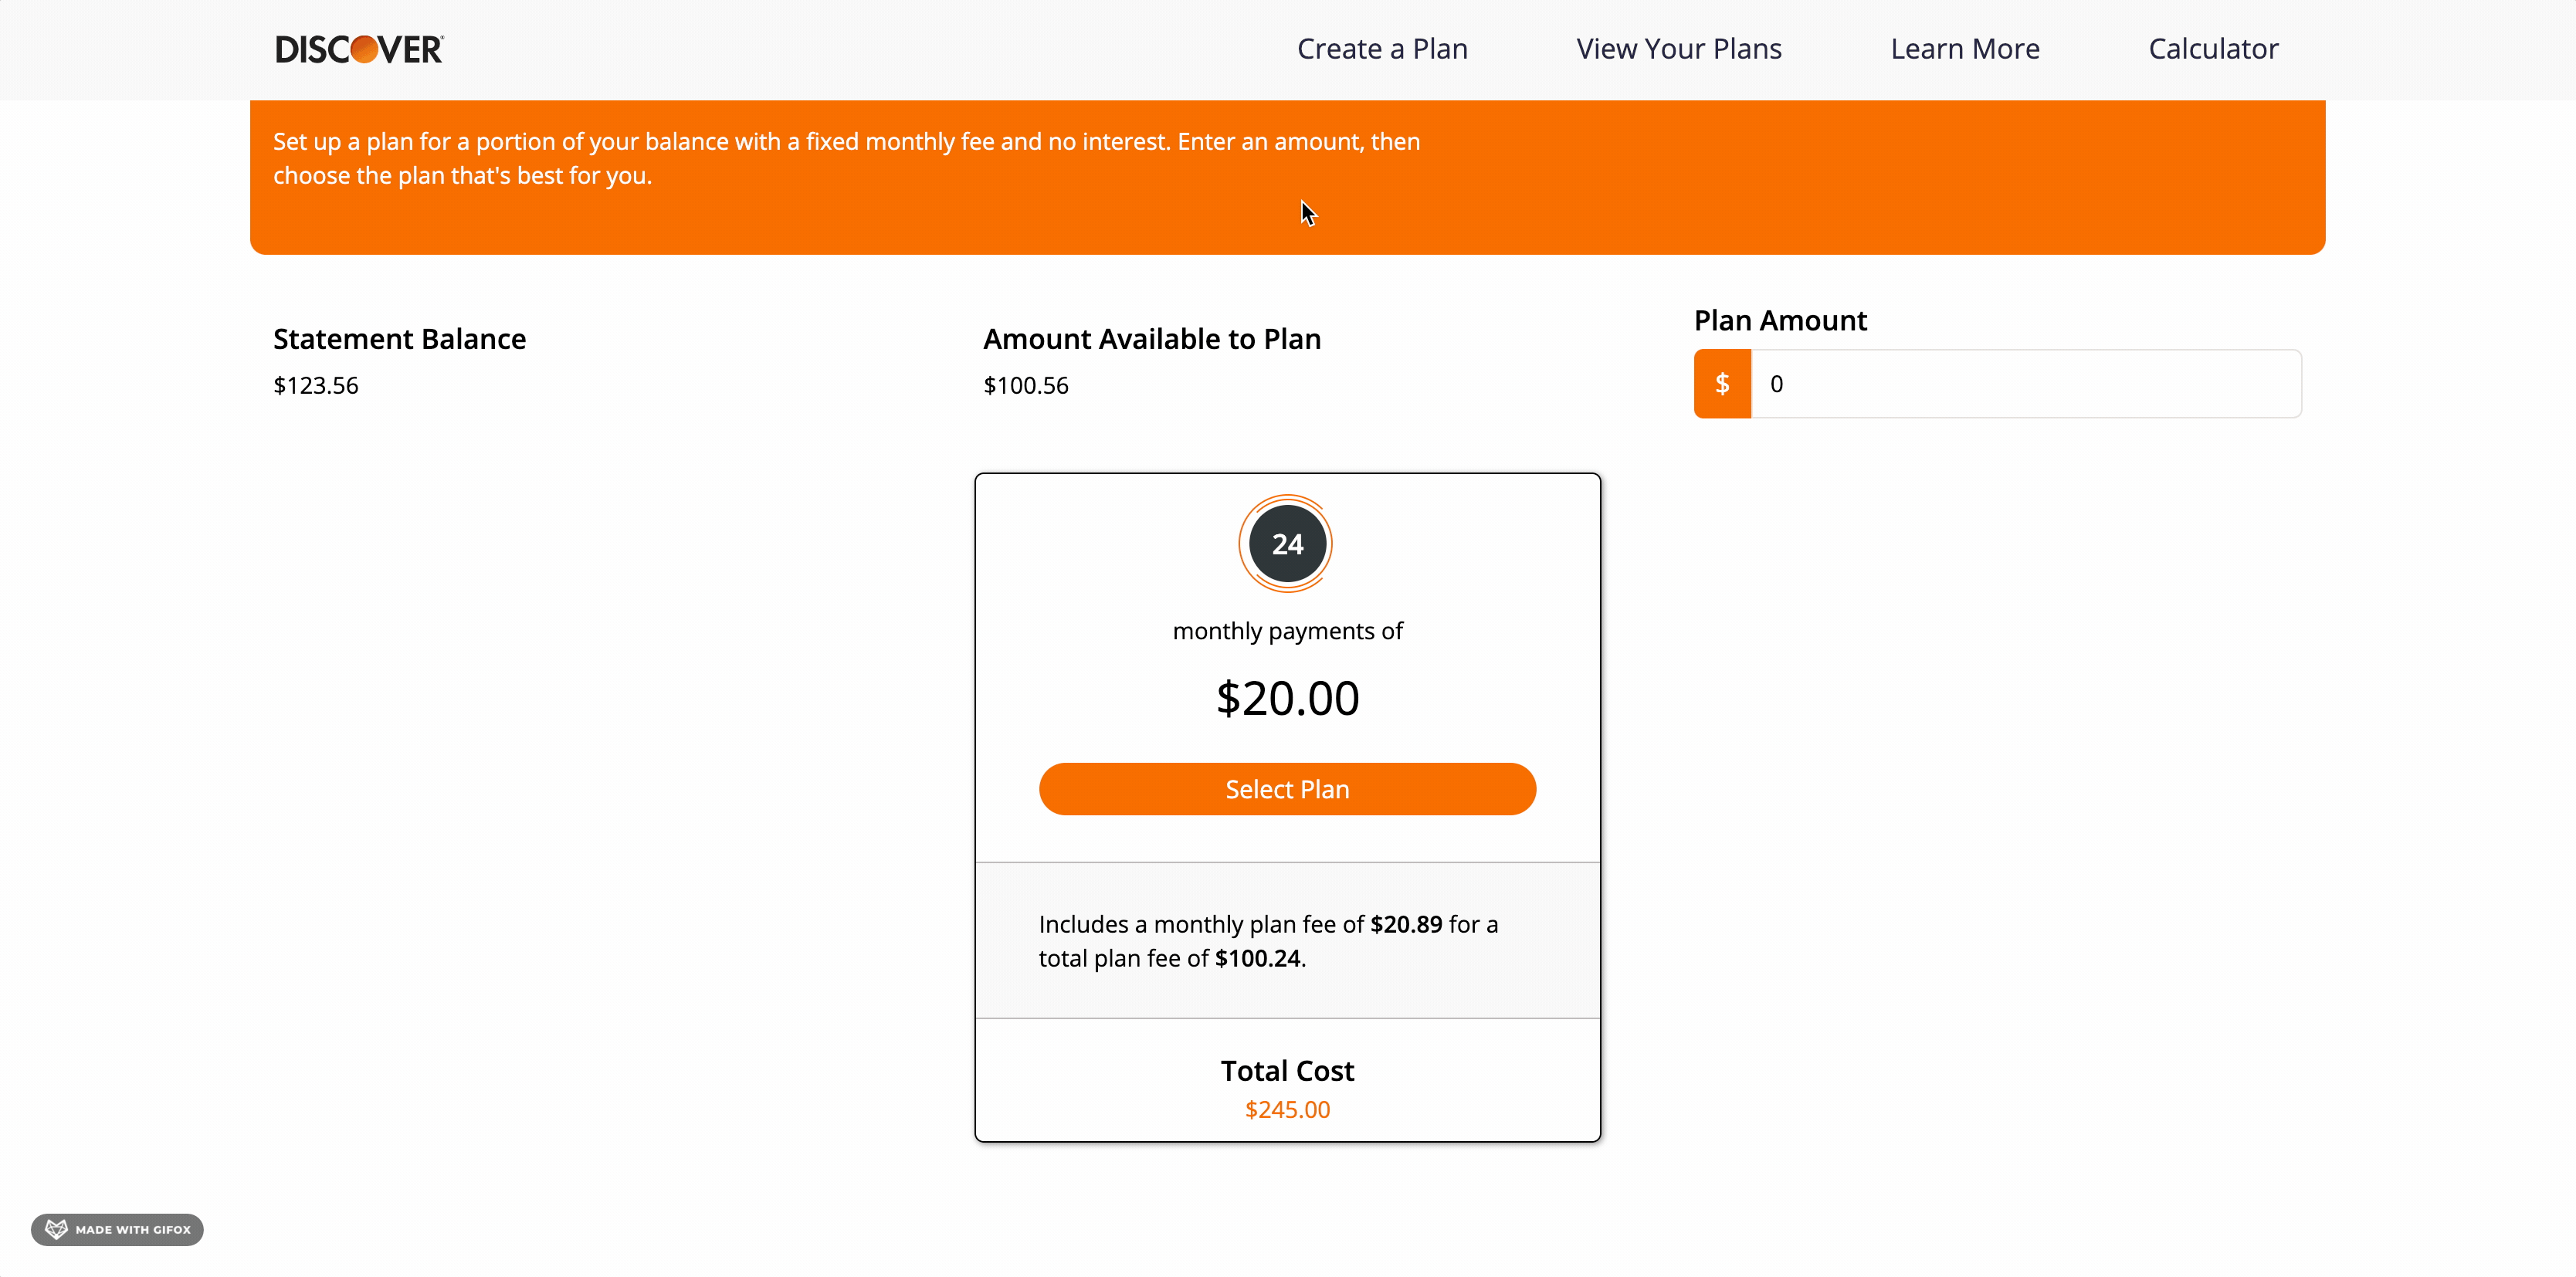 DISCOVER
Create a Plan
View Your Plans
Learn More
Calculator
Set up a plan for a portion of your balance with a fixed monthly fee and no interest. Enter an amount, then
choose the plan that's best for you.
Statement Balance
$123.56
Amount Available to Plan
$100.56
Plan Amount
$ 0
24
monthly payments of
$20.00
Select Plan
Includes a monthly plan fee of $20.89 for a
total plan fee of $100.24.
Total Cost
$245.00
MADE WITH GIFOX